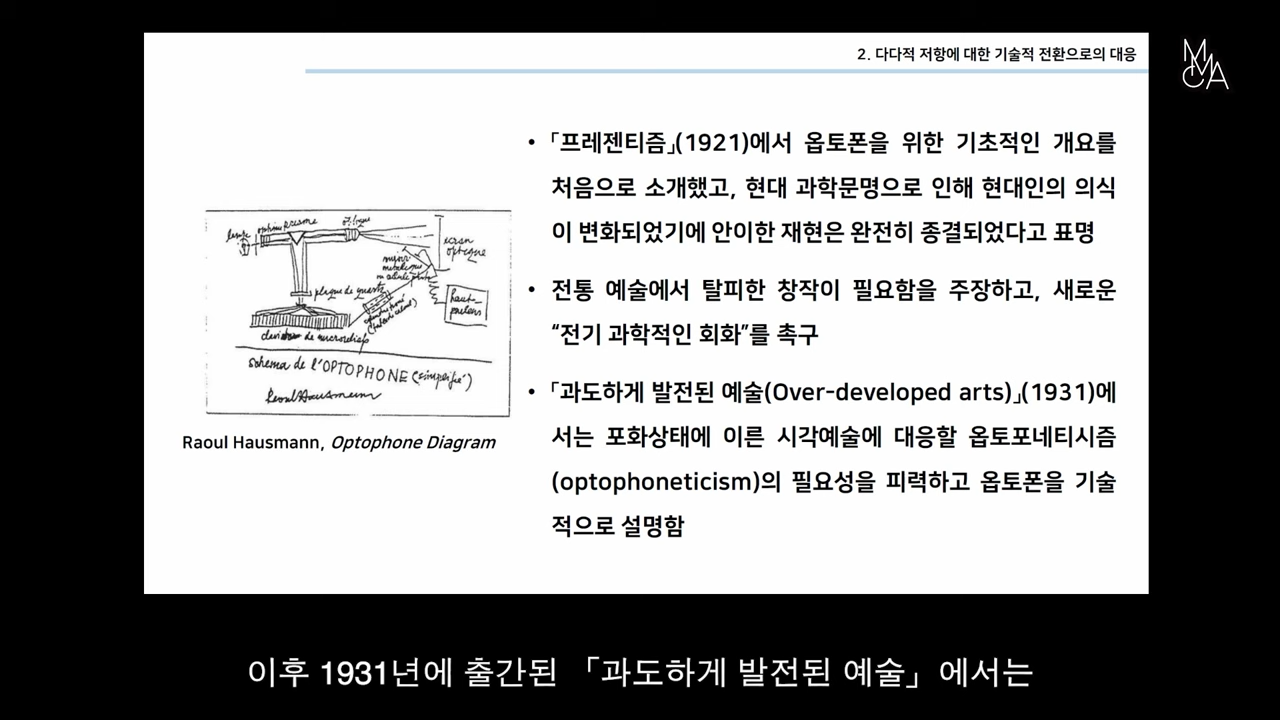 2. 다다적 저항에 대한 기술적 전환으로의 대응
MMCA
• 「프레젠티즘」(1921)에서 옵토폰을 위한 기초적인 개요를
처음으로 소개했고, 현대 과학문명으로 인해 현대인의 의식
이 변화되었기에 안이한 재현은 완전히 종결되었다고 표명
• 전통 예술에서 탈피한 창작이 필요함을 주장하고, 새로운
“전기 과학적인 회화”를 촉구
• 「과도하게 발전된 예술(Over-developed arts)」(1931)에
서는 포화상태에 이른 시각예술에 대응할 옵토포네티시즘
(optophoneticism)의 필요성을 피력하고 옵토폰을 기술
적으로 설명함
lampe
prisme
ecran
optique
plaque de quartz
haut-
schema de l'OPTOPHONE (simplifié)
Raoul Hausmann
Raoul Hausmann, Optophone Diagram
이후 1931년에 출간된 「과도하게 발전된 예술」에서는